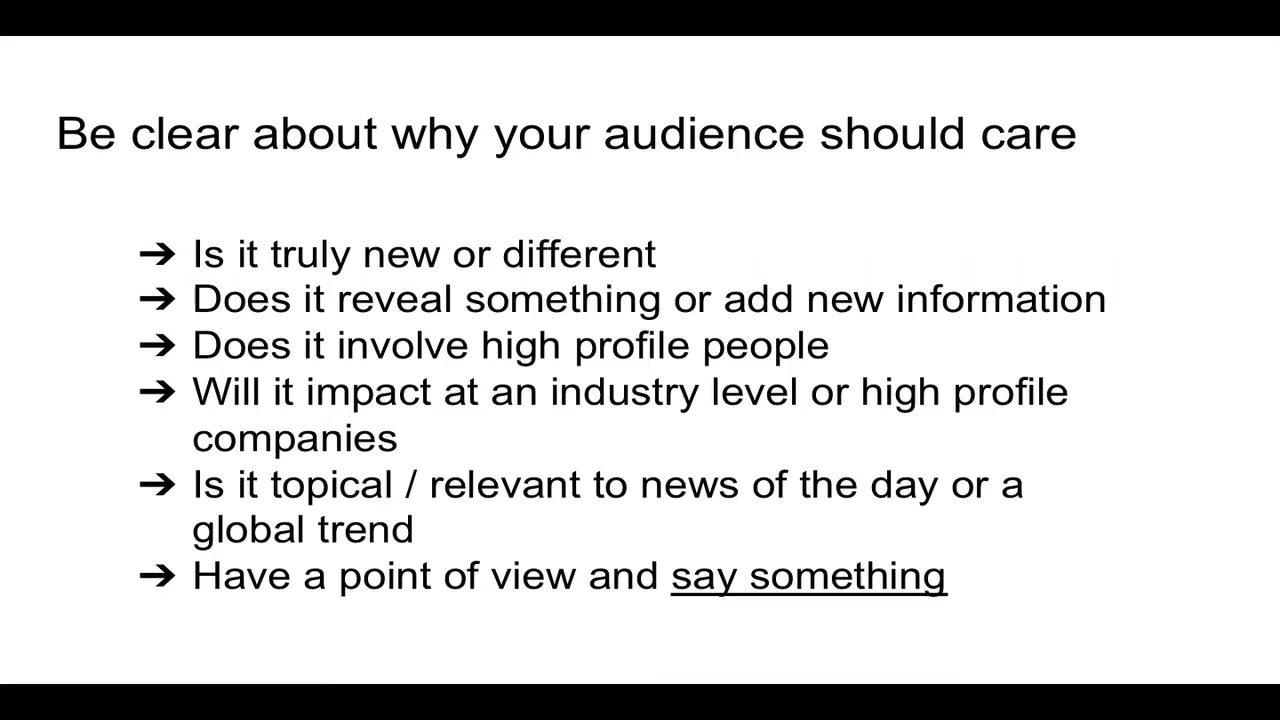 Be clear about why your audience should care
➔ Is it truly new or different
➔ Does it reveal something or add new information
➔ Does it involve high profile people
➔ Will it impact at an industry level or high profile
companies
➔ Is it topical / relevant to news of the day or a
global trend
➔ Have a point of view and say something